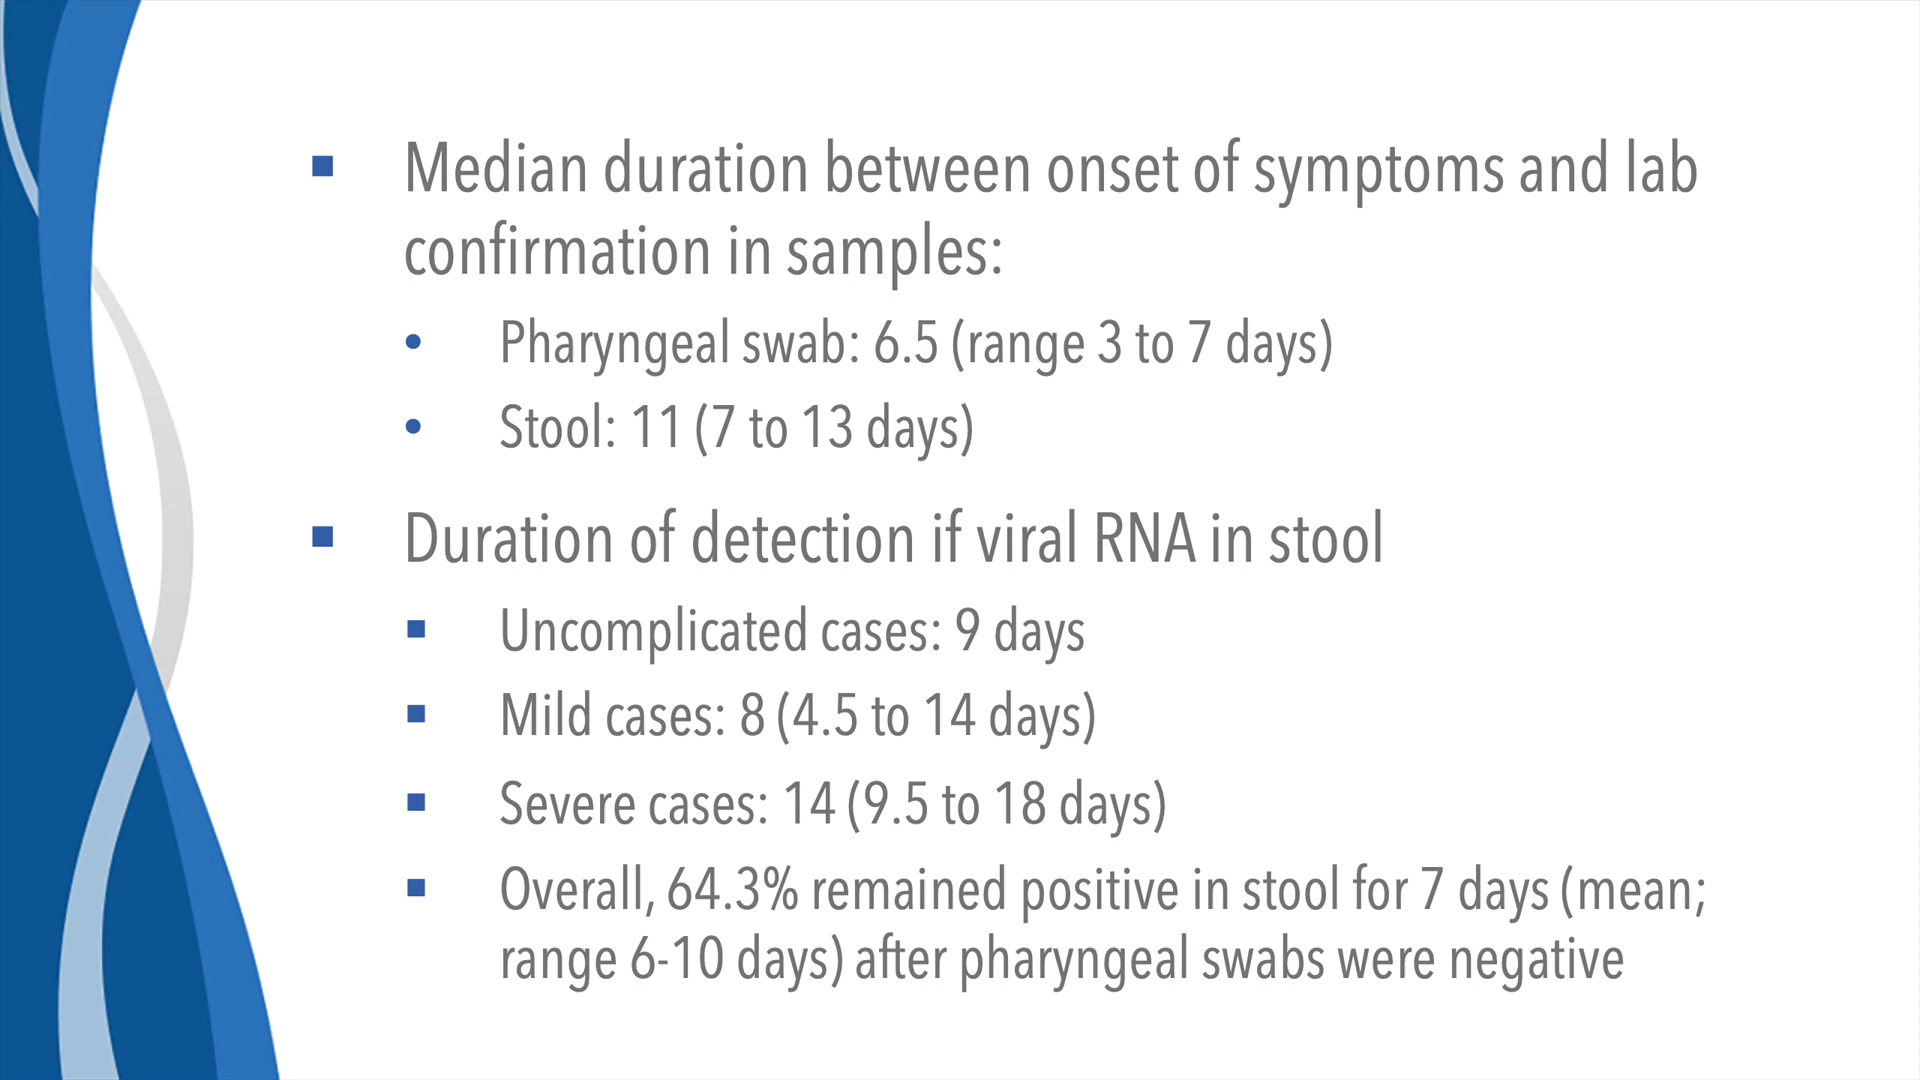 Median duration between onset of symptoms and lab
confirmation in samples:
Pharyngeal swab: 6.5 (range 3 to 7 days)
Stool: 11 (7 to 13 days)
Duration of detection if viral RNA in stool
Uncomplicated cases: 9 days
Mild cases: 8 (4.5 to 14 days)
Severe cases: 14 (9.5 to 18 days)
Overall, 64.3% remained positive in stool for 7 days (mean;
range 6-10 days) after pharyngeal swabs were negative